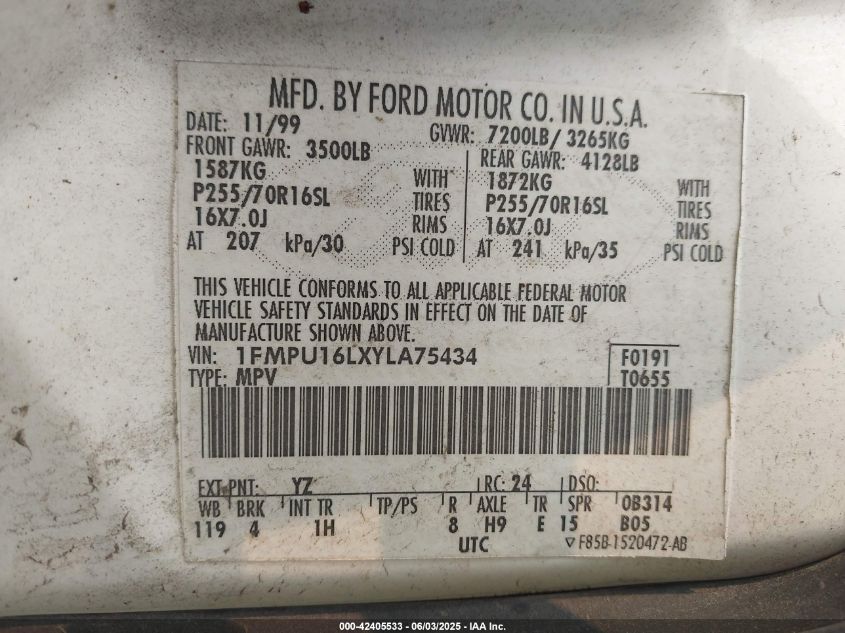 MFD. BY FORD MOTOR CO. IN U.S.A.
DATE: 11/99 GVWR: 7200LB/ 3265KG
FRONT GAWR: 3500LB REAR GAWR: 4128LB
1587KG WITH 1872KG WITH
P255/70R16SL TIRES P255/70R16SL TIRES
16X7.0J RIMS 16X7.0J RIMS
AT 207 kPa/30 PSI COLD AT 241 kPa/35 PSI COLD
THIS VEHICLE CONFORMS TO ALL APPLICABLE FEDERAL MOTOR
VEHICLE SAFETY STANDARDS IN EFFECT ON THE DATE OF
MANUFACTURE SHOWN ABOVE.
VIN: 1FMPU16LXYLA75434 F0191
TYPE: MPV T0655
EXT PNT: YZ RC: 24 DSO:
WB BRK INT TR TP/PS R AXLE TR SPR 0B314
119 4 1H 8 H9 E 15 B05
UTC ▽ F85B-1520472-AB
000-42405533 - 06/03/2025 - IAA Inc.